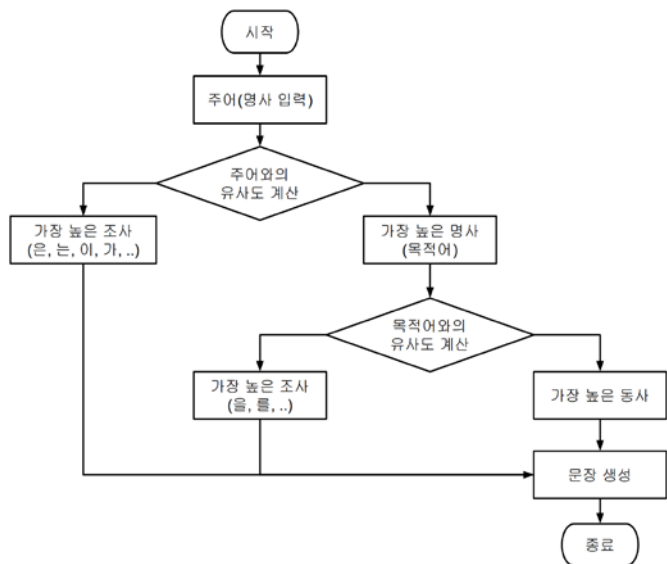 시작
주어(명사 입력)
주어와의
유사도 계산
가장 높은 조사
(은, 는, 이, 가, ..)
가장 높은 명사
(목적어)
목적어와의
유사도 계산
가장 높은 조사
(을, 를, ..)
가장 높은 동사
문장 생성
종료